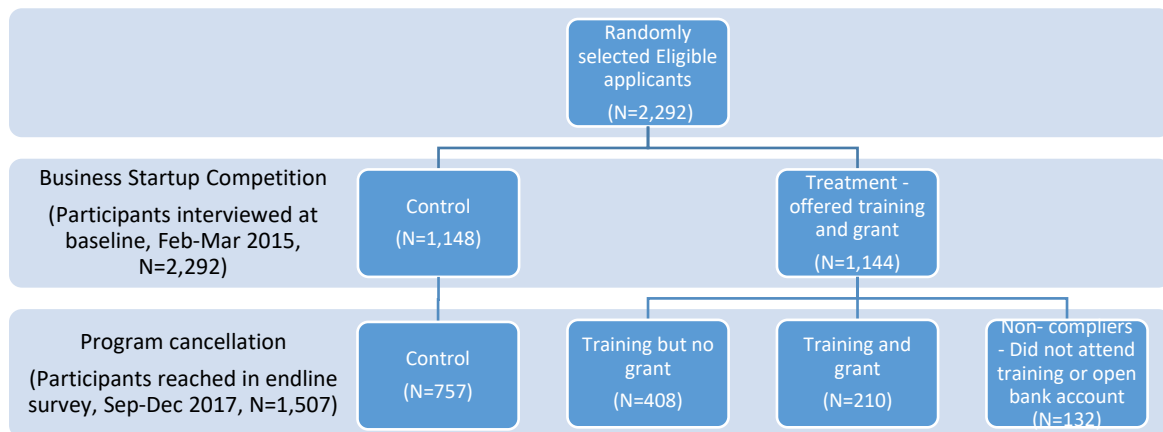 Randomly
selected Eligible
applicants
(N=2,292)
Business Startup Competition
(Participants interviewed at
baseline, Feb-Mar 2015,
N=2,292)
Control
(N=1,148)
Treatment -
offered training
and grant
(N=1,144)
Program cancellation
(Participants reached in endline
survey, Sep-Dec 2017, N=1,507)
Control
(N=757)
Training but no
grant
(N=408)
Training and
grant
(N=210)
Non- compliers
- Did not attend
training or open
bank account
(N=132)